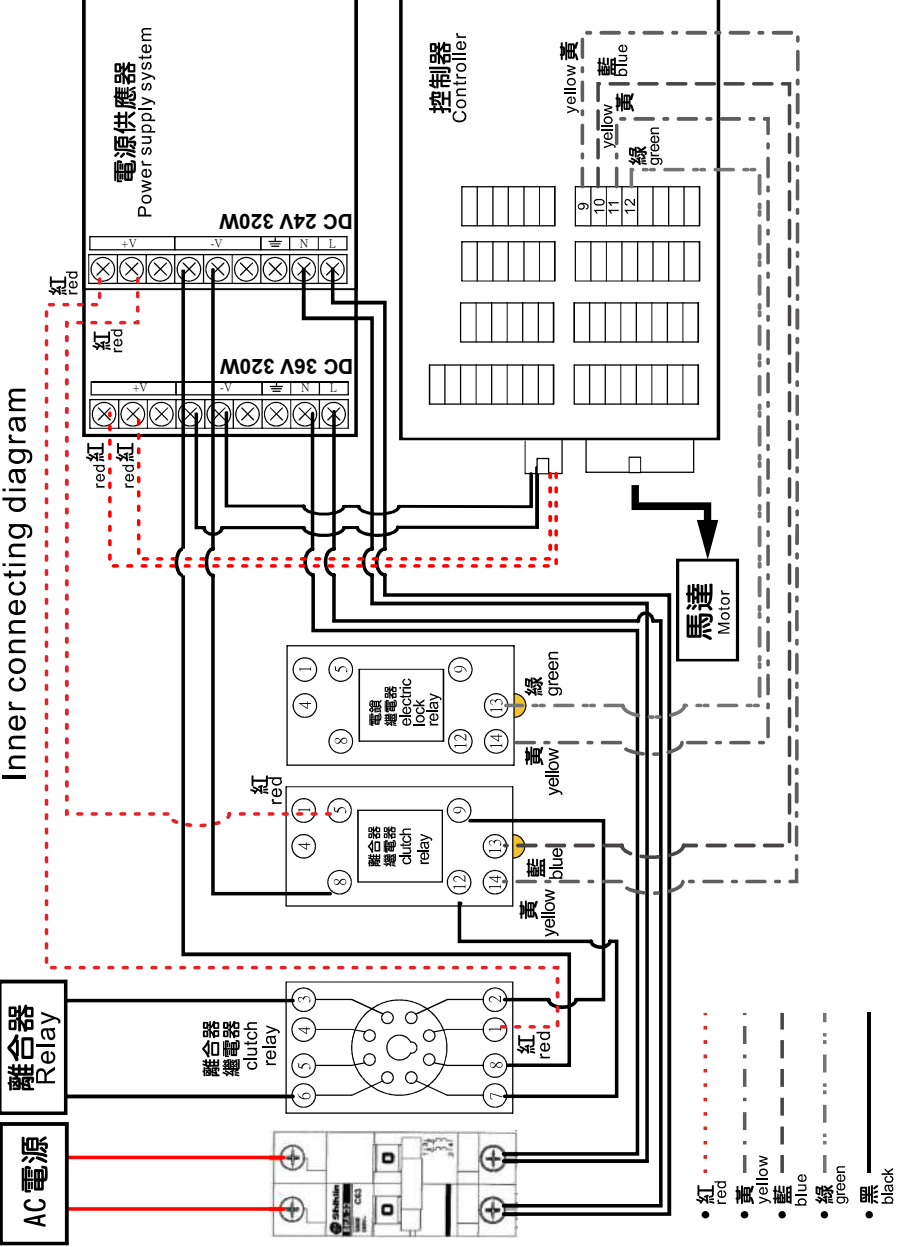 Inner connecting diagram
電源供應器
Power supply system
DC 24V 320W
+V
-V
N
L
紅
red
紅
red
DC 36V 320W
+V
-V
N
L
紅
red
紅
red
控制器
Controller
黃
yellow
藍
blue
黃
yellow
綠
green
9
10
11
12
馬達
Motor
1
5
9
4
8
12
13
14
電鎖
繼電器
electric
lock
relay
綠
green
黃
yellow
紅
red
1
5
9
4
8
12
13
14
離合器
繼電器
clutch
relay
藍
blue
黃
yellow
離合器
Relay
離合器
繼電器
clutch
relay
3
4
5
6
2
1
8
7
紅
red
AC電源
Shihlin
C63
紅
red
黃
yellow
藍
blue
綠
green
黑
black